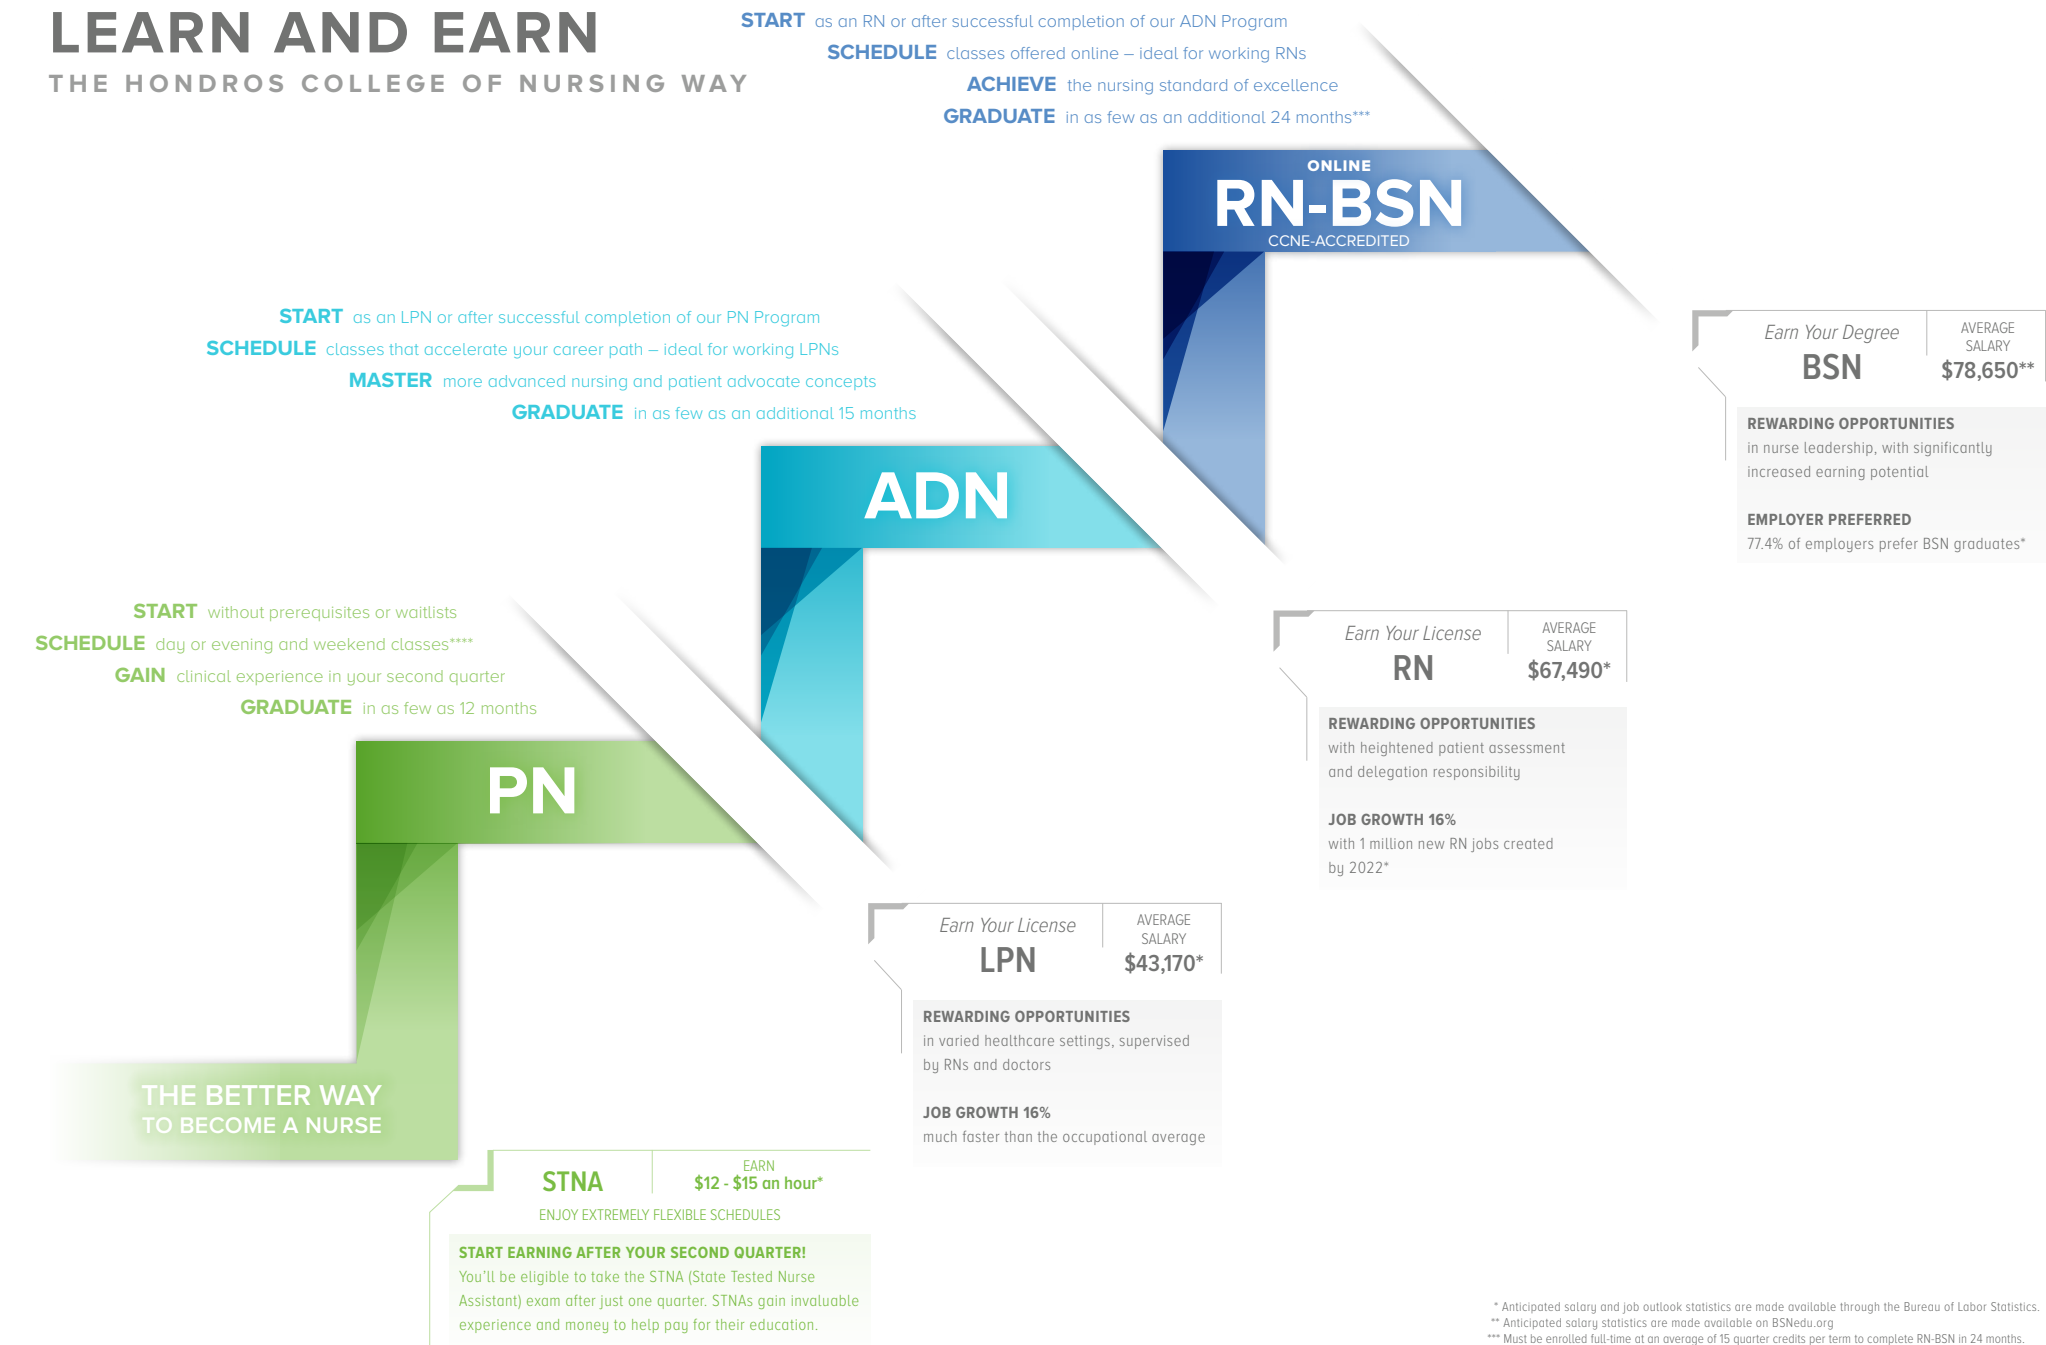 LEARN AND EARN
THE HONDROS COLLEGE OF NURSING WAY
START as an RN or after successful completion of our ADN Program
SCHEDULE classes offered online – ideal for working RNs
ACHIEVE the nursing standard of excellence
GRADUATE in as few as an additional 24 months***
ONLINE
RN-BSN
CCNE-ACCREDITED
Earn Your Degree
BSN
AVERAGE
SALARY
$78,650**
REWARDING OPPORTUNITIES
in nurse leadership, with significantly
increased earning potential
EMPLOYER PREFERRED
77.4% of employers prefer BSN graduates*
START as an LPN or after successful completion of our PN Program
SCHEDULE classes that accelerate your career path – ideal for working LPNs
MASTER more advanced nursing and patient advocate concepts
GRADUATE in as few as an additional 15 months
ADN
Earn Your License
RN
AVERAGE
SALARY
$67,490*
REWARDING OPPORTUNITIES
with heightened patient assessment
and delegation responsibility
JOB GROWTH 16%
with 1 million new RN jobs created
by 2022*
START without prerequisites or waitlists
SCHEDULE day or evening and weekend classes****
GAIN clinical experience in your second quarter
GRADUATE in as few as 12 months
PN
Earn Your License
LPN
AVERAGE
SALARY
$43,170*
REWARDING OPPORTUNITIES
in varied healthcare settings, supervised
by RNs and doctors
JOB GROWTH 16%
much faster than the occupational average
THE BETTER WAY
TO BECOME A NURSE
STNA
EARN
$12 - $15 an hour*
ENJOY EXTREMELY FLEXIBLE SCHEDULES
START EARNING AFTER YOUR SECOND QUARTER!
You'll be eligible to take the STNA (State Tested Nurse
Assistant) exam after just one quarter. STNAs gain invaluable
experience and money to help pay for their education.
* Anticipated salary and job outlook statistics are made available through the Bureau of Labor Statistics.
** Anticipated salary statistics are made available on BSNedu.org
*** Must be enrolled full-time at an average of 15 quarter credits per term to complete RN-BSN in 24 months.